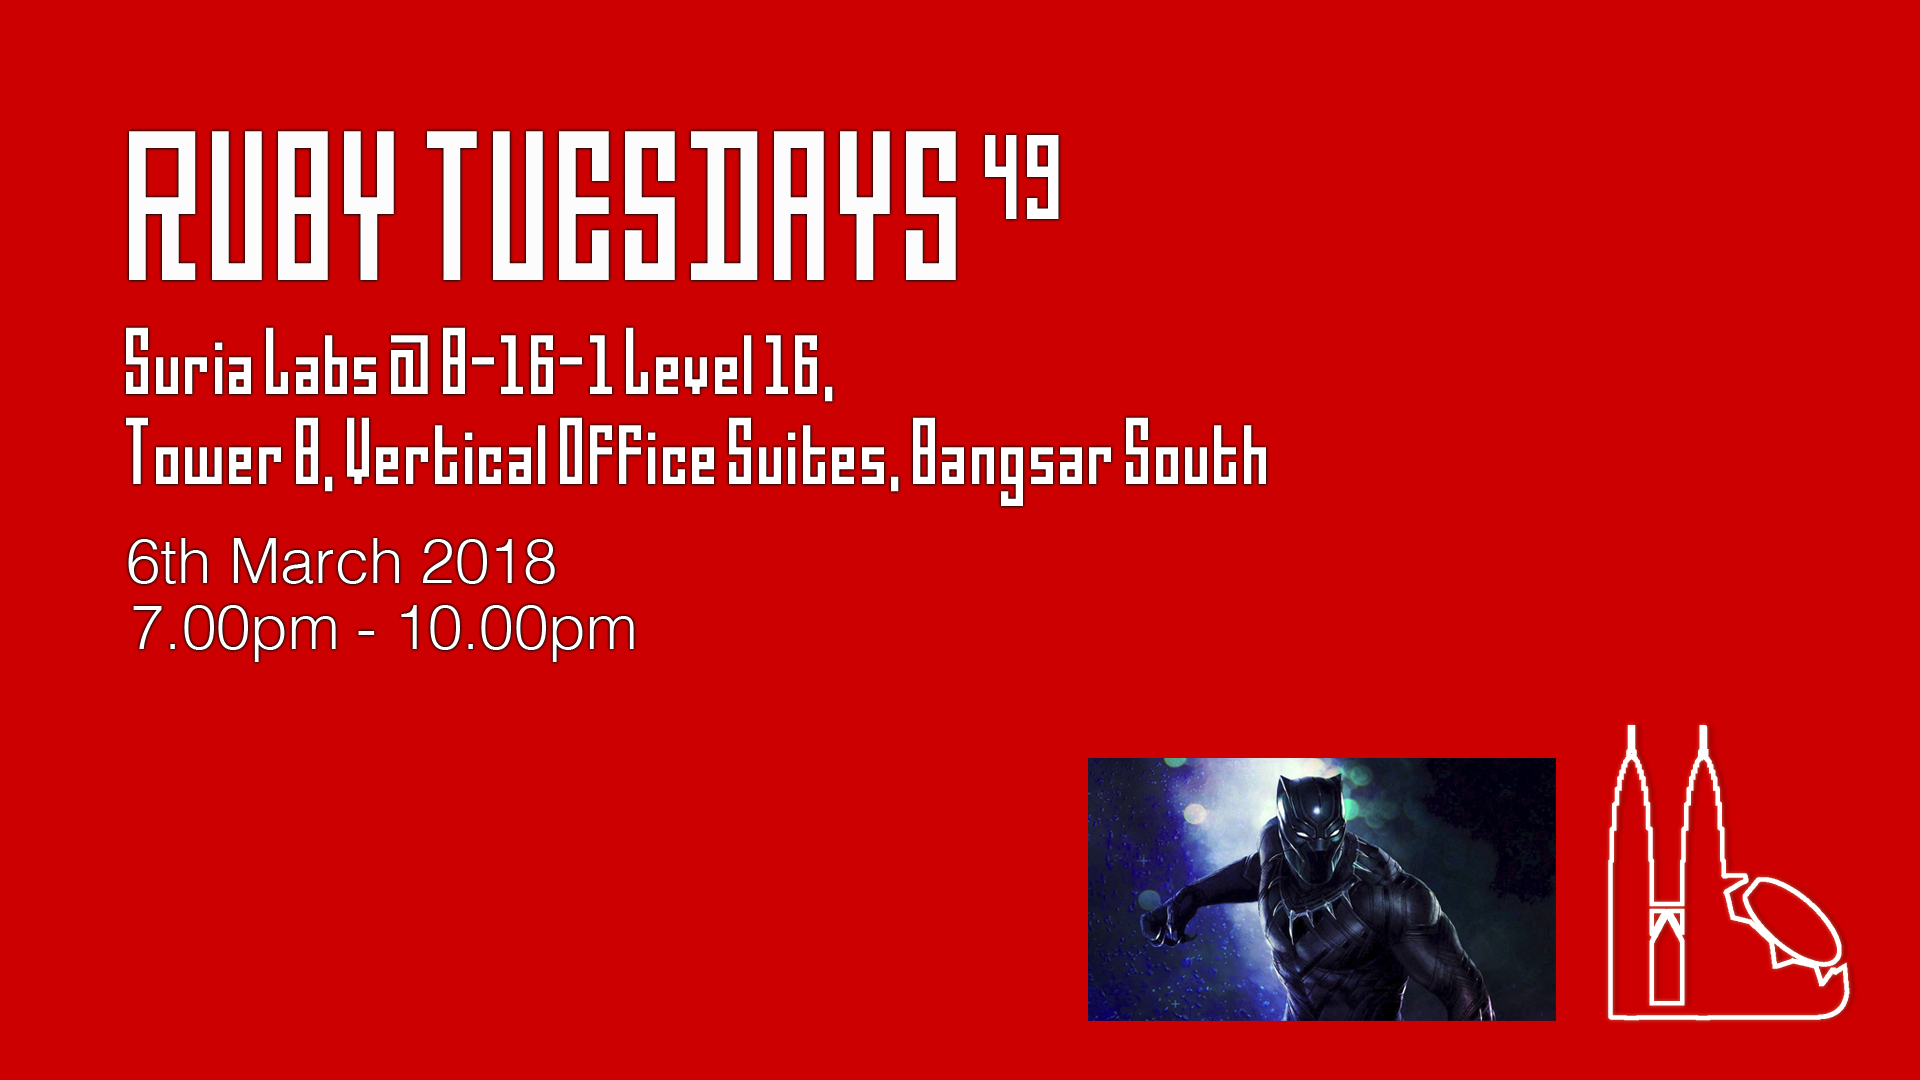 RUBY TUESDAYS 49
Suria Labs @ 8-16-1 Level 16,
Tower 8, Vertical Office Suites, Bangsar South
6th March 2018
7.00pm - 10.00pm